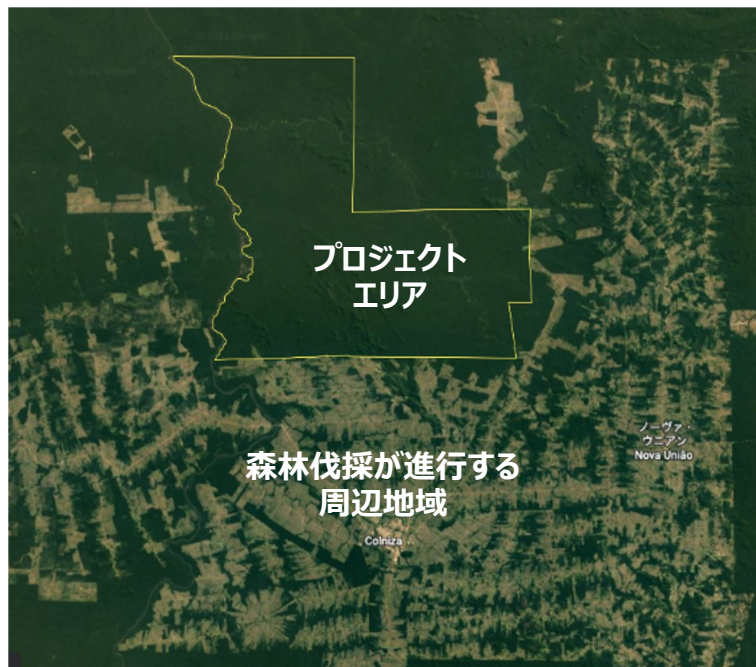 プロジェクト
エリア
ノーヴァ・
ウニアン
Nova União
森林伐採が進行する
周辺地域
Colniza